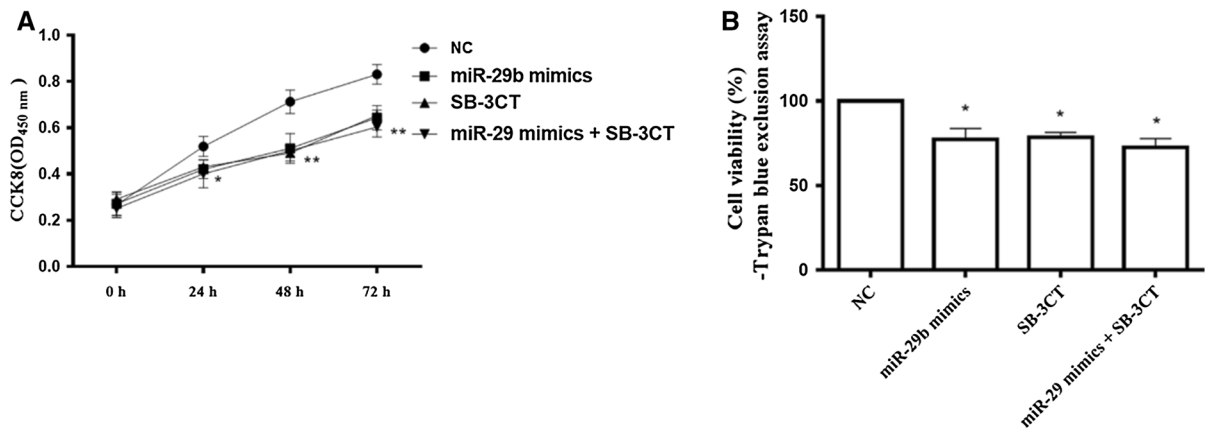 A
CCK8(OD450 nm)
1.0
0.8
0.6
0.4
0.2
0.0
0 h
24 h
48 h
72 h
*
**
**
NC
miR-29b mimics
SB-3CT
miR-29 mimics + SB-3CT
B
Cell viability (%)
-Trypan blue exclusion assay
150
100
50
0
*
*
*
NC
miR-29b mimics
SB-3CT
miR-29 mimics + SB-3CT